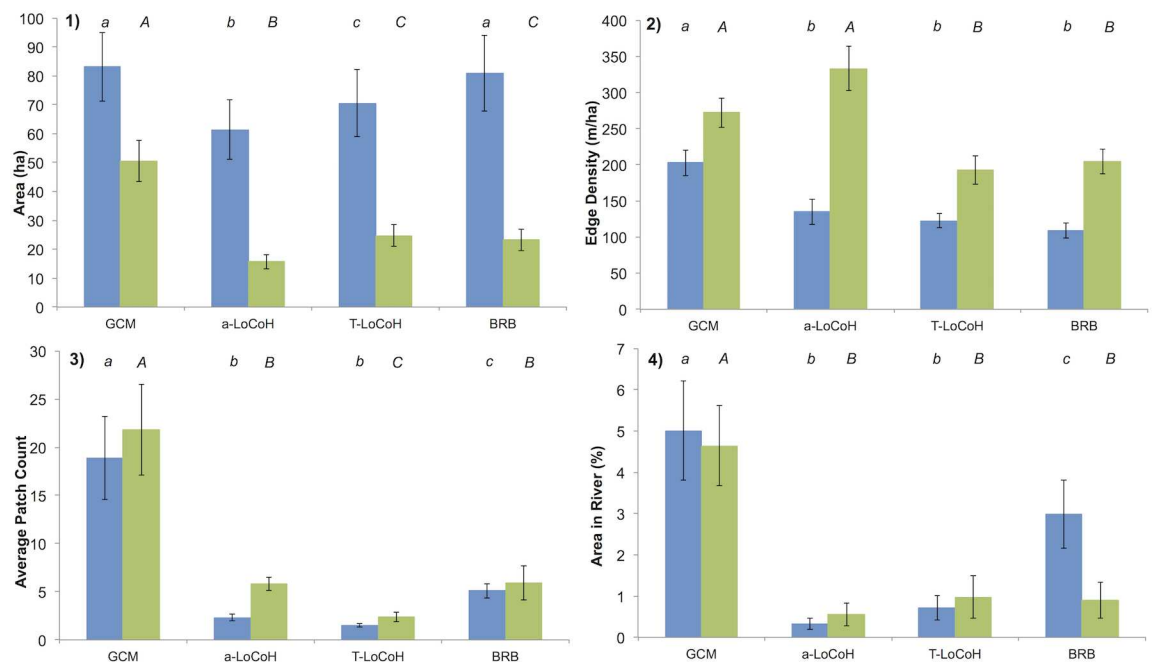 1) a A b B c C a C
100
90
80
70
60
50
40
30
20
10
0
Area (ha)
GCM a-LoCoH T-LoCoH BRB
2) a A b A b B b B
400
350
300
250
200
150
100
50
0
Edge Density (m/ha)
GCM a-LoCoH T-LoCoH BRB
3) a A b B b C c B
30
25
20
15
10
5
0
Average Patch Count
GCM a-LoCoH T-LoCoH BRB
4) a A b B b B c B
7
6
5
4
3
2
1
0
Area in River (%)
GCM a-LoCoH T-LoCoH BRB